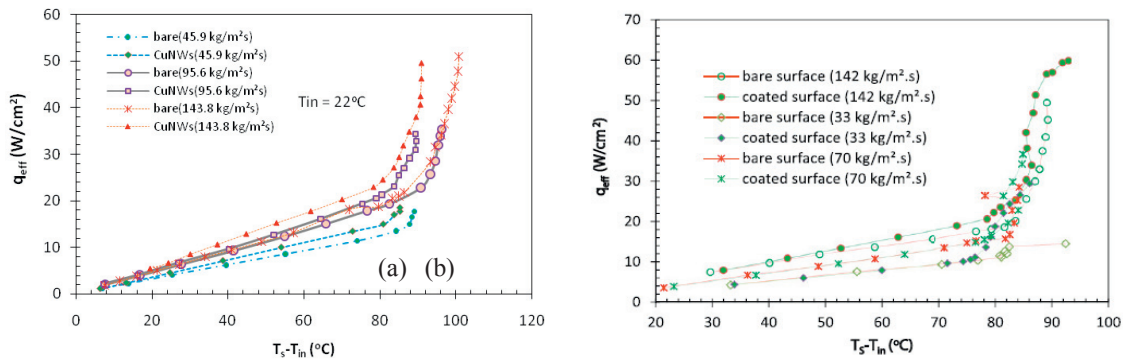 60
50
40
30
20
10
0
q_eff (W/cm²)
bare(45.9 kg/m²s)
CuNWs(45.9 kg/m²s)
bare(95.6 kg/m²s)
CuNWs(95.6 kg/m²s)
bare(143.8 kg/m²s)
CuNWs(143.8 kg/m²s)
Tin = 22°C
(a) (b)
0 20 40 60 80 100 120
T_s-T_in (°C)
70
60
50
40
30
20
10
0
q_eff (W/cm²)
bare surface (142 kg/m².s)
coated surface (142 kg/m².s)
bare surface (33 kg/m².s)
coated surface (33 kg/m².s)
bare surface (70 kg/m².s)
coated surface (70 kg/m².s)
20 30 40 50 60 70 80 90 100
T_S-T_in (°C)